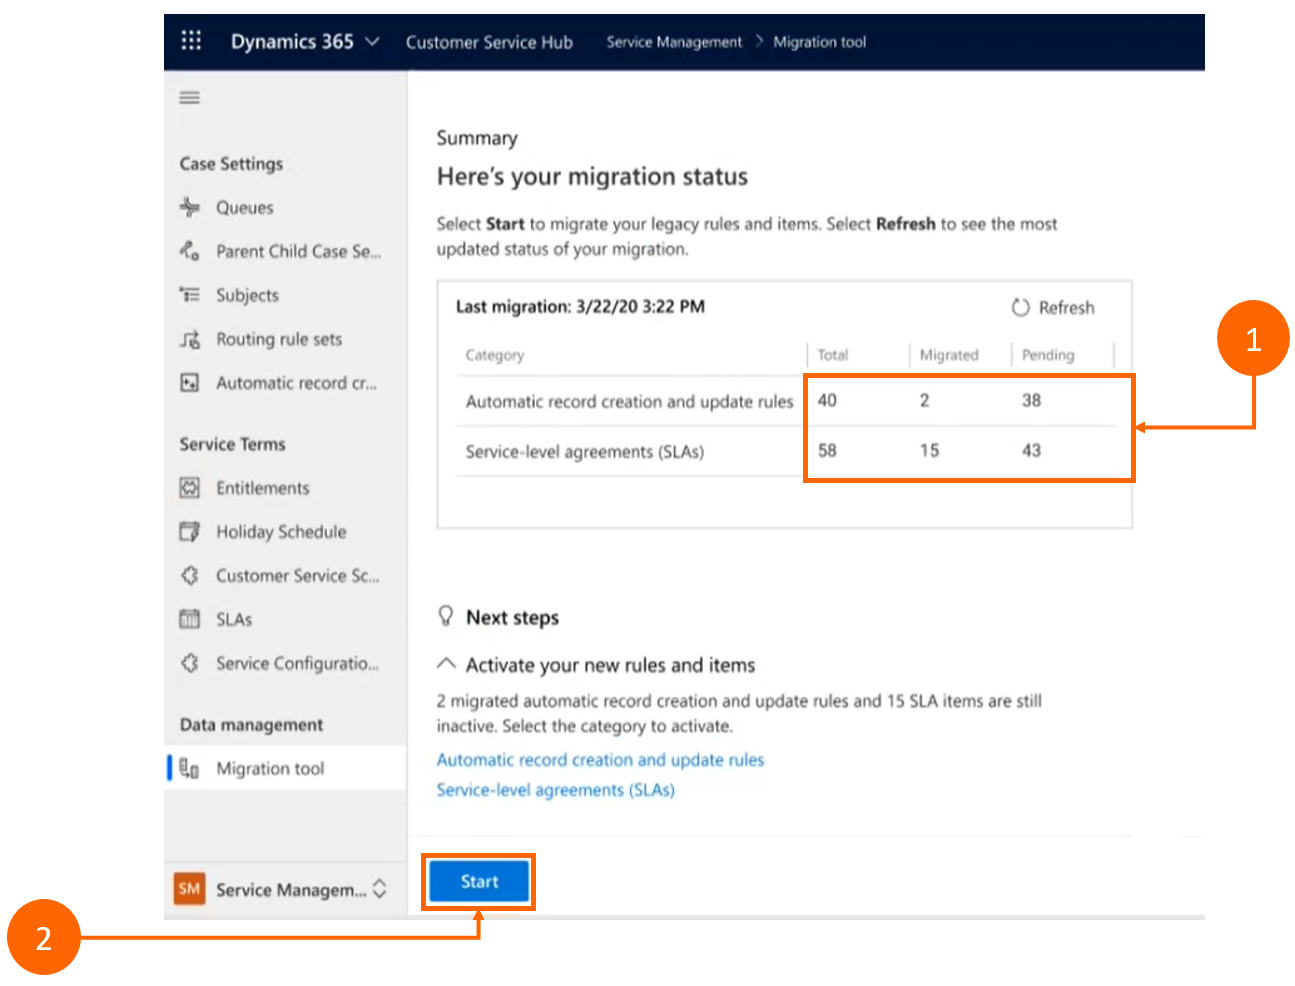 Dynamics 365 Customer Service Hub Service Management > Migration tool
Case Settings
Queues
Parent Child Case Se...
Subjects
Routing rule sets
Automatic record cr...
Service Terms
Entitlements
Holiday Schedule
Customer Service Sc...
SLAs
Service Configuratio...
Data management
Migration tool
SM Service Managem...
Summary
Here's your migration status
Select Start to migrate your legacy rules and items. Select Refresh to see the most
updated status of your migration.
Last migration: 3/22/20 3:22 PM Refresh
Category Total Migrated Pending
Automatic record creation and update rules 40 2 38
Service-level agreements (SLAs) 58 15 43
Next steps
Activate your new rules and items
2 migrated automatic record creation and update rules and 15 SLA items are still
inactive. Select the category to activate.
Automatic record creation and update rules
Service-level agreements (SLAs)
Start
1
2